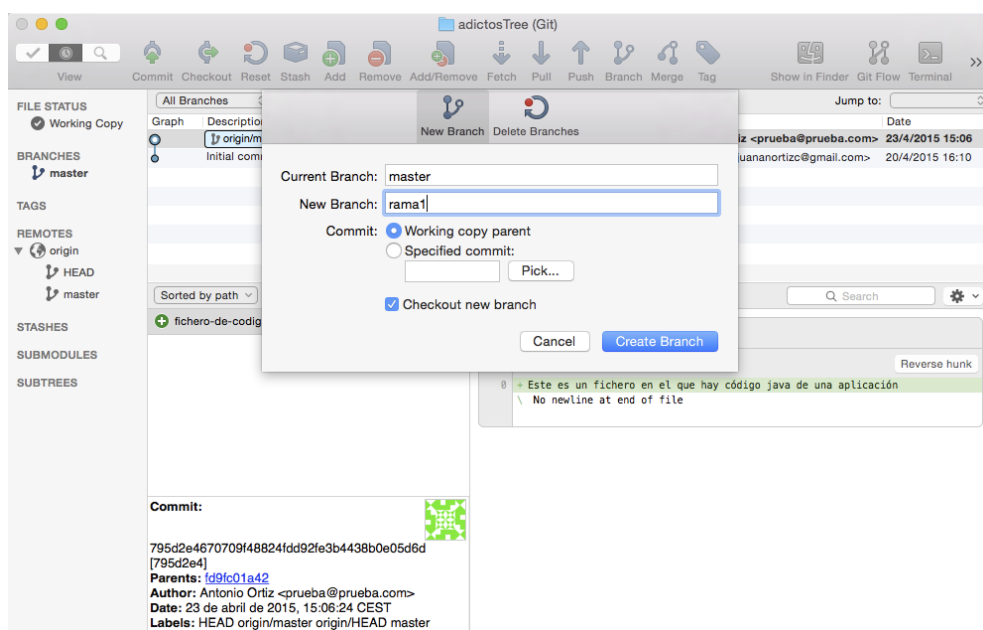 adictosTree (Git)
View Commit Checkout Reset Stash Add Remove Add/Remove Fetch Pull Push Branch Merge Tag Show in Finder Git Flow Terminal
FILE STATUS
Working Copy
BRANCHES
master
TAGS
REMOTES
origin
HEAD
master
STASHES
SUBMODULES
SUBTREES
All Branches
Jump to:
Graph Descriptio Date
origin/m iz <prueba@prueba.com> 23/4/2015 15:06
Initial com uananortizc@gmail.com> 20/4/2015 16:10
New Branch Delete Branches
Current Branch: master
New Branch: rama1
Commit: Working copy parent
Specified commit:
Pick...
Checkout new branch
Cancel Create Branch
Sorted by path
Search
fichero-de-codig
Reverse hunk
0 + Este es un fichero en el que hay código java de una aplicación
\ No newline at end of file
Commit:
795d2e4670709f48824fdd92fe3b4438b0e05d6d
[795d2e4]
Parents: fd9fc01a42
Author: Antonio Ortiz <prueba@prueba.com>
Date: 23 de abril de 2015, 15:06:24 CEST
Labels: HEAD origin/master origin/HEAD master